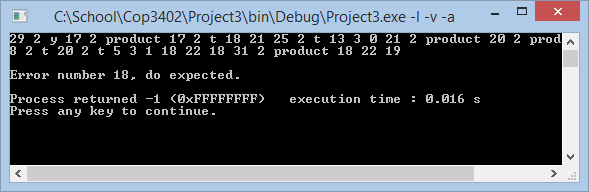 C:\School\Cop3402\Project3\bin\Debug\Project3.exe -l -v -a
29 2 y 17 2 product 17 2 t 18 21 25 2 t 13 3 0 21 2 product 20 2 prod
8 2 t 20 2 t 5 3 1 18 22 18 31 2 product 18 22 19
Error number 18, do expected.
Process returned -1 (0xFFFFFFFF)   execution time : 0.016 s
Press any key to continue.